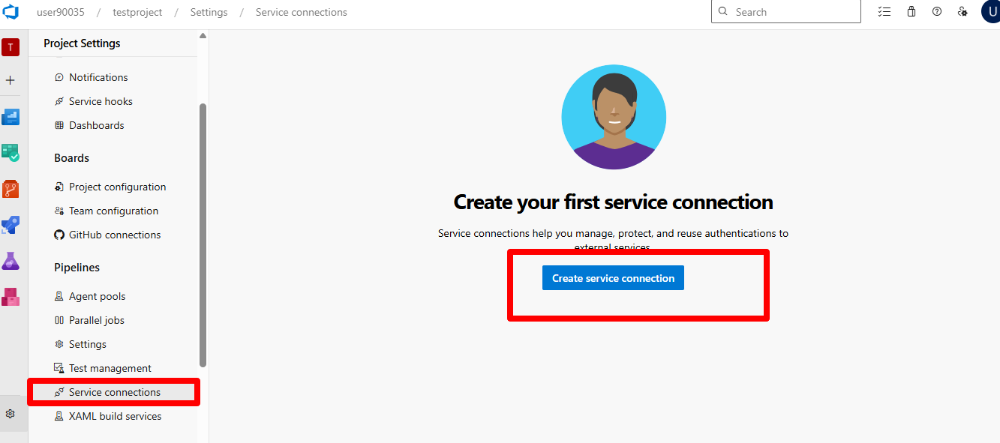 user90035 / testproject / Settings / Service connections
Search
U
T
Project Settings
Notifications
Service hooks
Dashboards
Boards
Project configuration
Team configuration
GitHub connections
Pipelines
Agent pools
Parallel jobs
Settings
Test management
Service connections
XAML build services
Create your first service connection
Service connections help you manage, protect, and reuse authentications to
external services
Create service connection